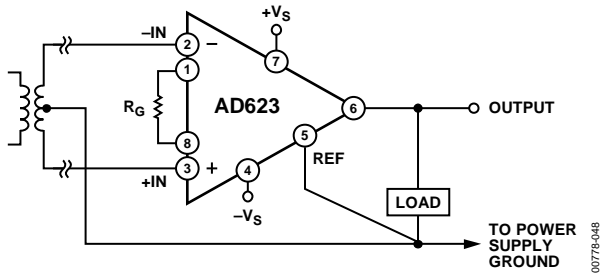 +VS
−IN
2
−
7
1
RG
AD623
6
OUTPUT
5
REF
8
3
+
4
+IN
−VS
LOAD
TO POWER
SUPPLY
GROUND
00778-048